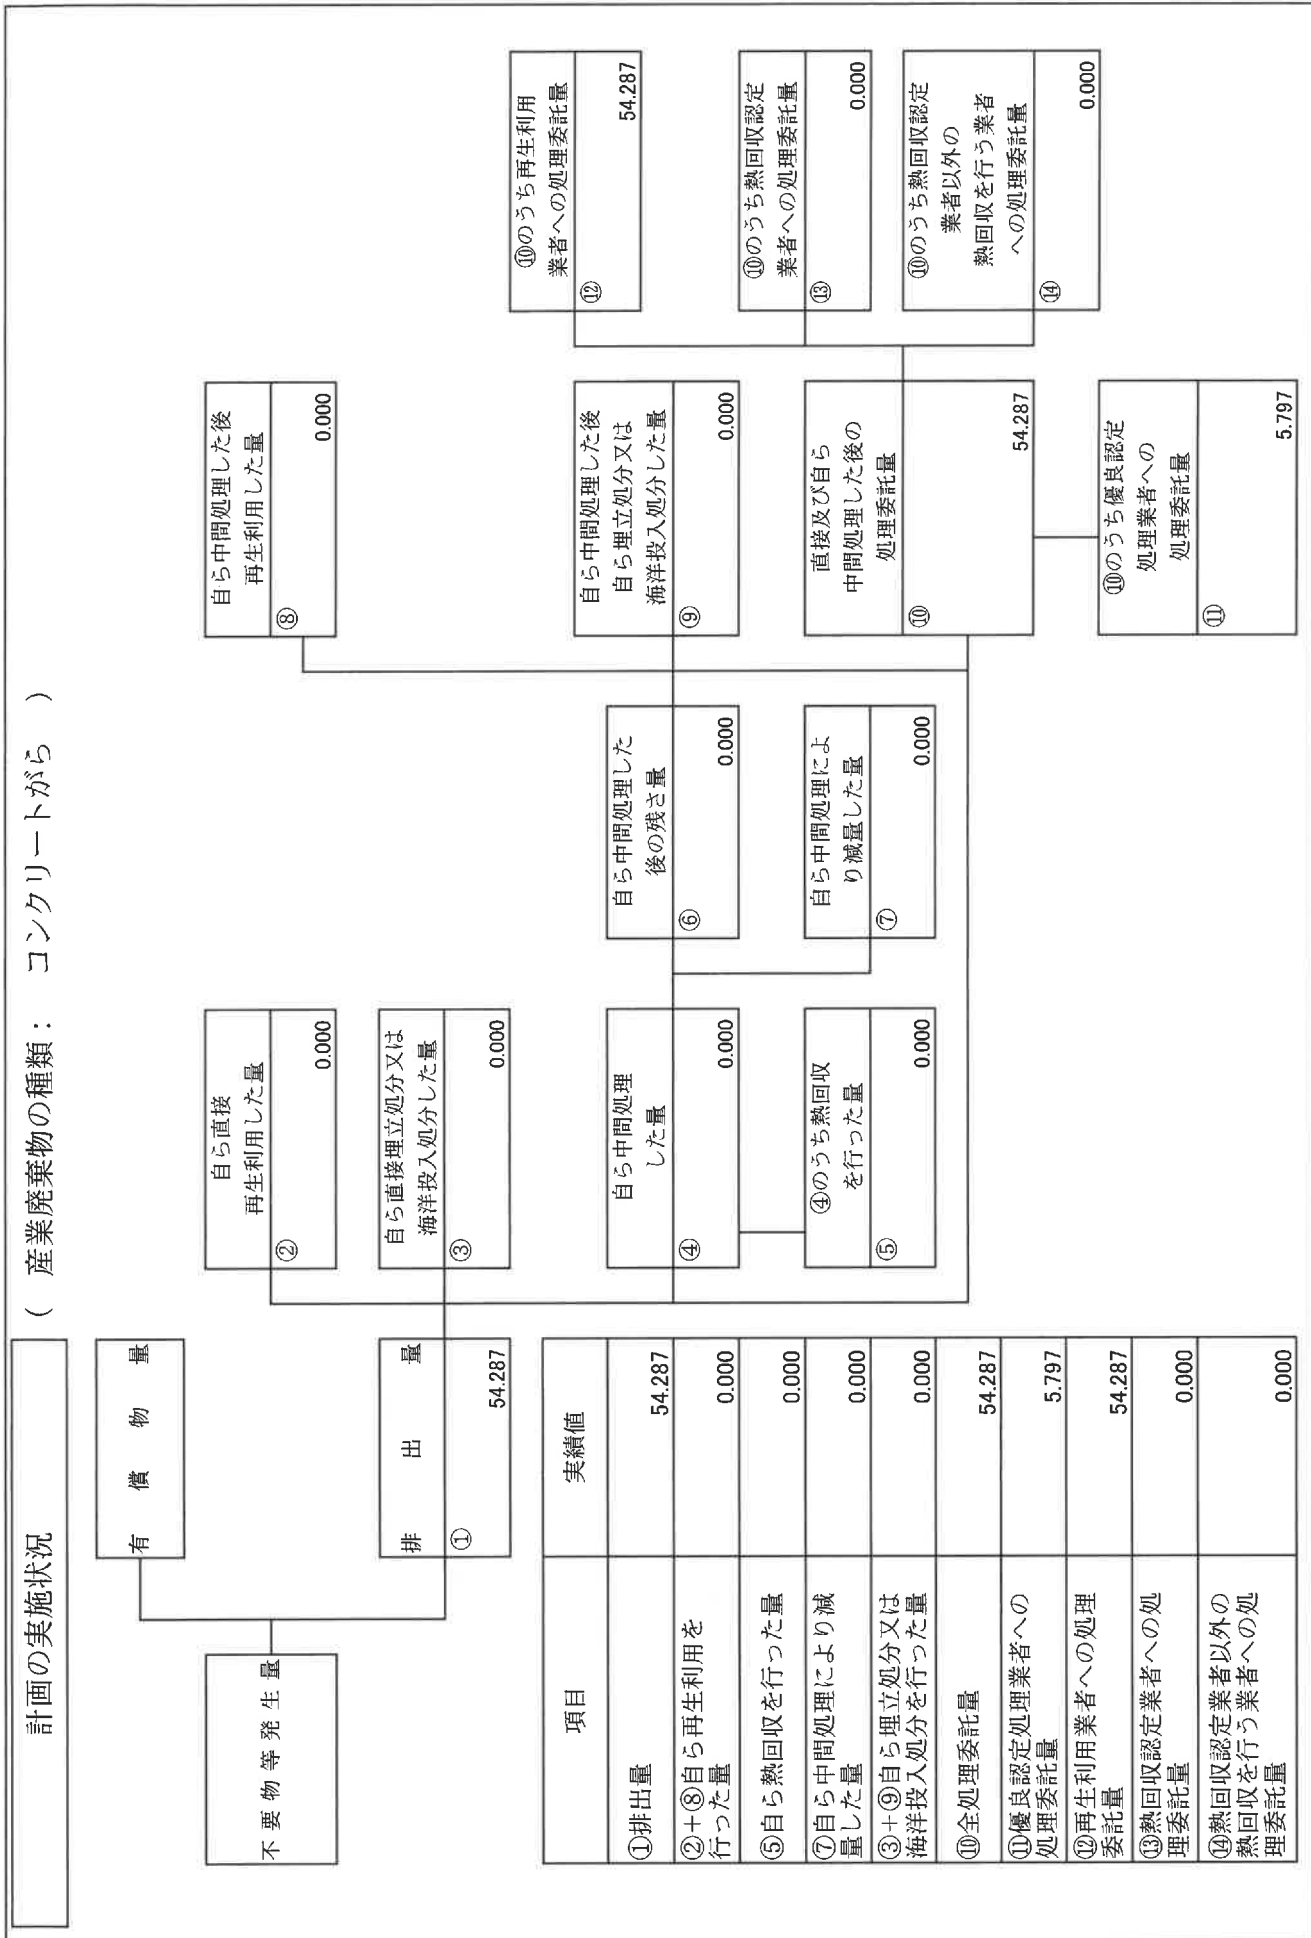 計画の実施状況
( 産業廃棄物の種類： コンクリートがら )
不要物等発生量
有償物量
排出量
①
54.287
自ら直接
再生利用した量
②
0.000
自ら直接埋立処分又は
海洋投入処分した量
③
0.000
自ら中間処理
した量
④
0.000
④のうち熱回収
を行った量
⑤
0.000
自ら中間処理した
後の残さ量
⑥
0.000
自ら中間処理によ
り減量した量
⑦
0.000
自ら中間処理した後
再生利用した量
⑧
0.000
自ら中間処理した後
自ら埋立処分又は
海洋投入処分した量
⑨
0.000
直接及び自ら
中間処理した後の
処理委託量
⑩
54.287
⑩のうち優良認定
処理業者への
処理委託量
⑪
5.797
⑩のうち再生利用
業者への処理委託量
⑫
54.287
⑩のうち熱回収認定
業者への処理委託量
⑬
0.000
⑩のうち熱回収認定
業者以外の
熱回収を行う業者
への処理委託量
⑭
0.000
項目 実績値
①排出量 54.287
②+⑧自ら再生利用を
行った量 0.000
⑤自ら熱回収を行った量 0.000
⑦自ら中間処理により減
量した量 0.000
③+⑨自ら埋立処分又は
海洋投入処分を行った量 0.000
⑩全処理委託量 54.287
⑪優良認定処理業者への
処理委託量 5.797
⑫再生利用業者への処理
委託量 54.287
⑬熱回収認定業者への処
理委託量 0.000
⑭熱回収認定業者以外の
熱回収を行う業者への処
理委託量 0.000